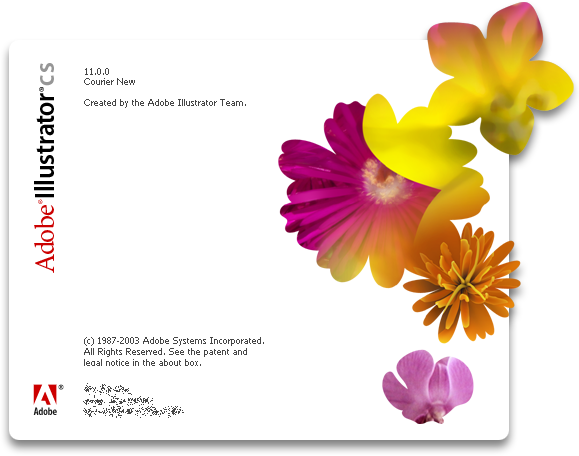 Adobe® Illustrator® CS
11.0.0
Courier New
Created by the Adobe Illustrator Team.
(c) 1987-2003 Adobe Systems Incorporated.
All Rights Reserved. See the patent and
legal notice in the about box.
Adobe
®